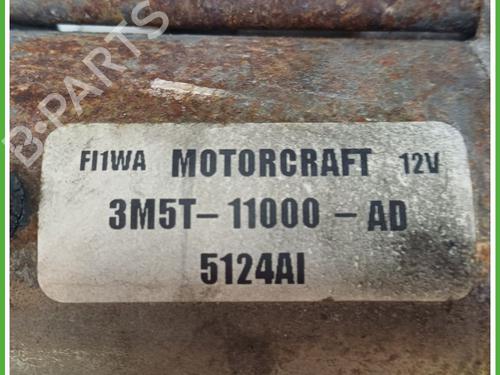 B-PARTS
FI1WA MOTORCRAFT 12V
3M5T-11000-AD
5124AI